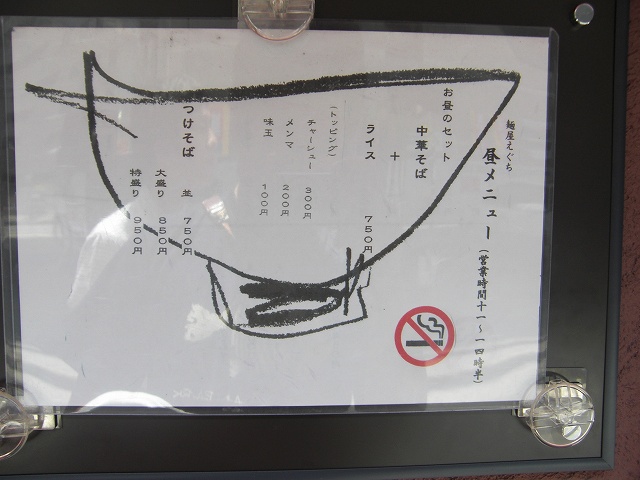 麺屋えぐち
昼メニュー（営業時間十一～一四時半）
お昼のセット
中華そば
＋
ライス 750円
（トッピング）
チャーシュー 300円
メンマ 200円
味玉 100円
つけそば 並 750円
大盛り 850円
特盛り 950円